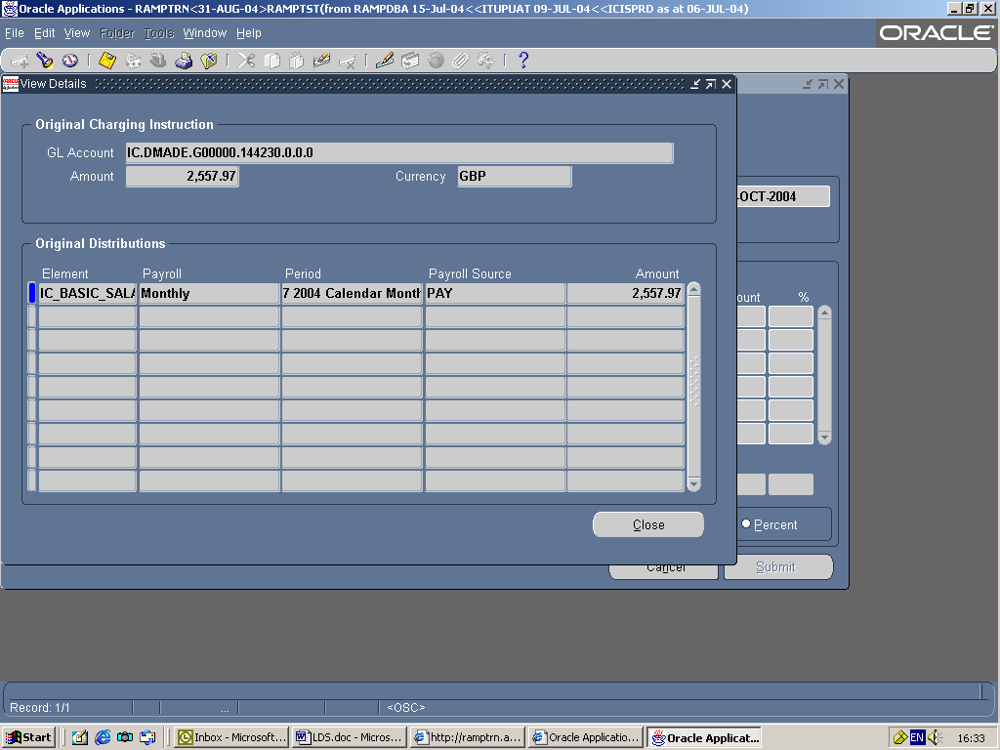 Oracle Applications - RAMPTRN<31-AUG-04>RAMPTST(from RAMPDBA 15-Jul-04<<ITUPUAT 09-JUL-04<<ICISPRD as at 06-JUL-04)
File Edit View Folder Tools Window Help
ORACLE
View Details
Original Charging Instruction
GL Account IC.DMADE.G00000.144230.0.0.0
Amount 2,557.97 Currency GBP
-OCT-2004
Original Distributions
Element Payroll Period Payroll Source Amount
ount %
IC_BASIC_SALA Monthly 7 2004 Calendar Month PAY 2,557.97
Close
Percent
Cancel Submit
Record: 1/1 ... <OSC>
Start Inbox - Microsoft... LDS.doc - Micros... http://ramptrn.a... Oracle Applicatio... Oracle Applicat... EN 16:33